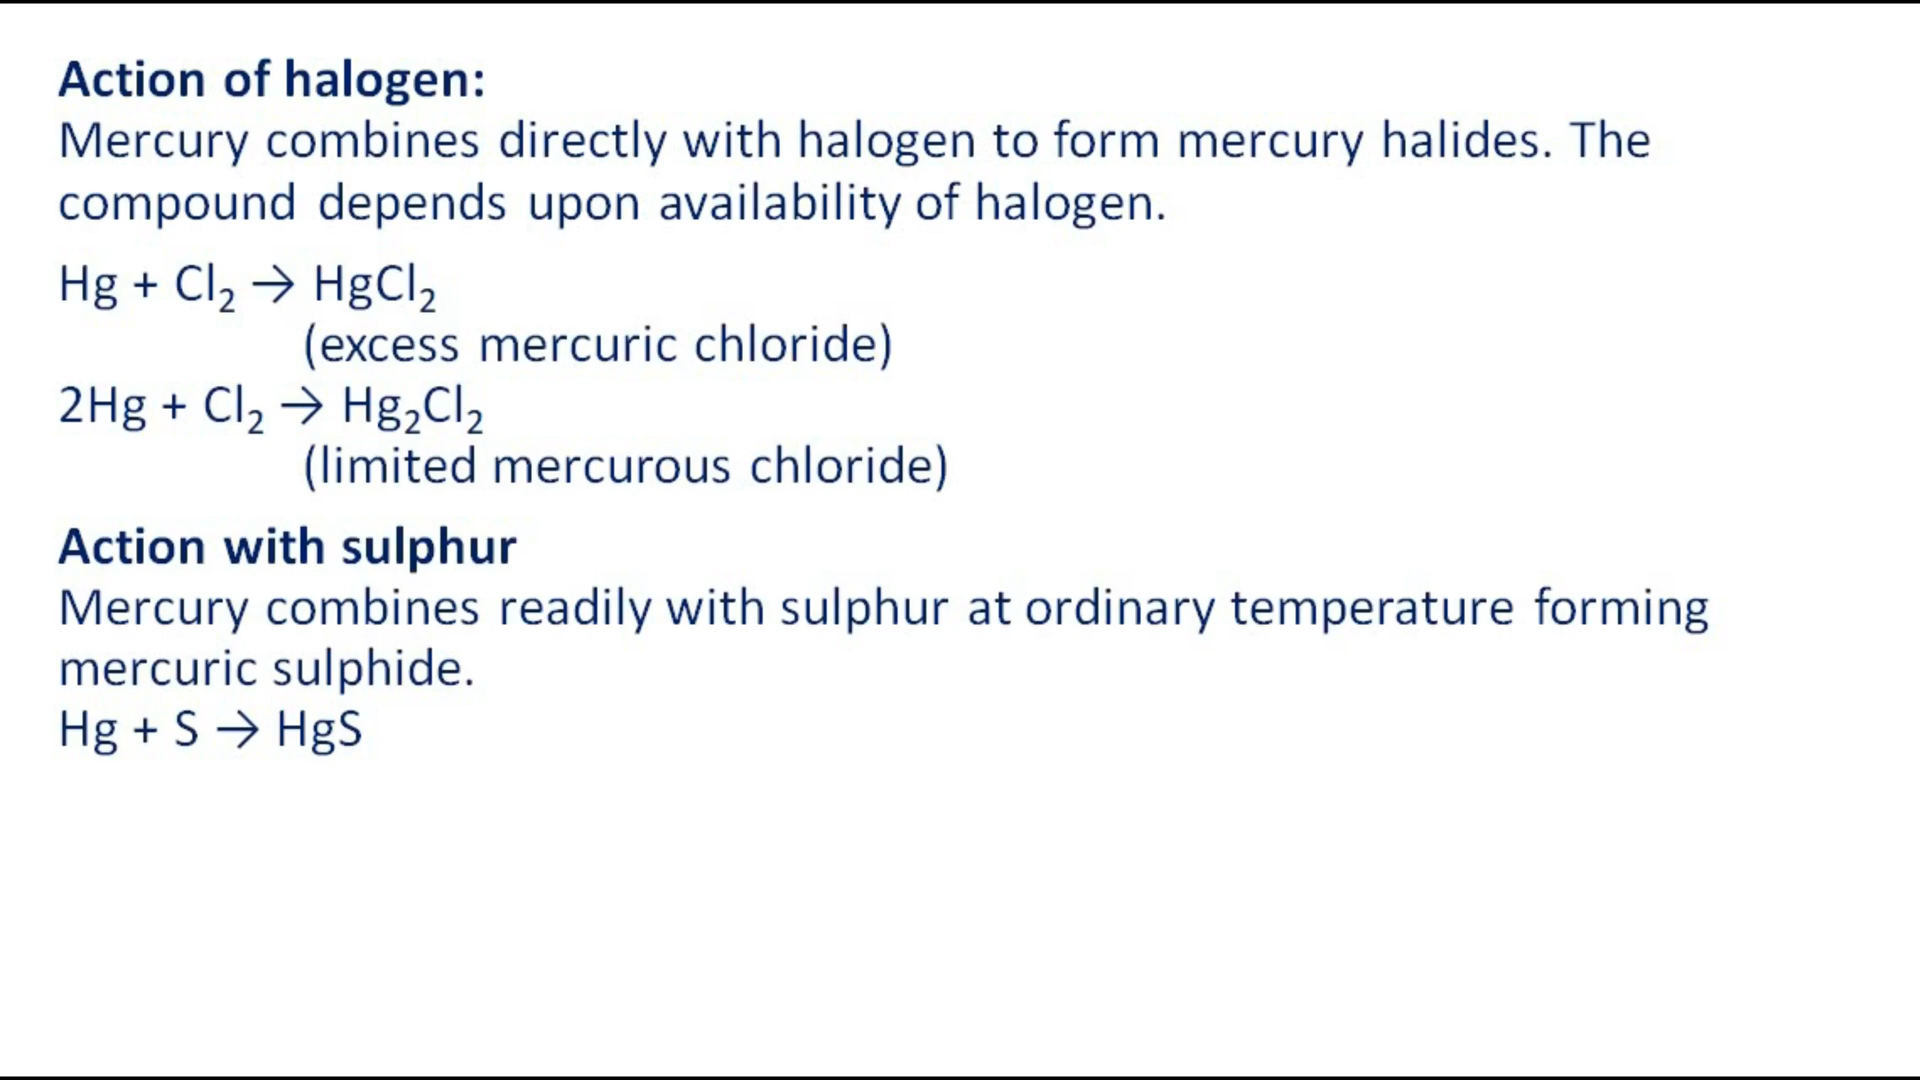 Action of halogen:
Mercury combines directly with halogen to form mercury halides. The
compound depends upon availability of halogen.
Hg + Cl₂ → HgCl₂
(excess mercuric chloride)
2Hg + Cl₂ → Hg₂Cl₂
(limited mercurous chloride)
Action with sulphur
Mercury combines readily with sulphur at ordinary temperature forming
mercuric sulphide.
Hg + S → HgS